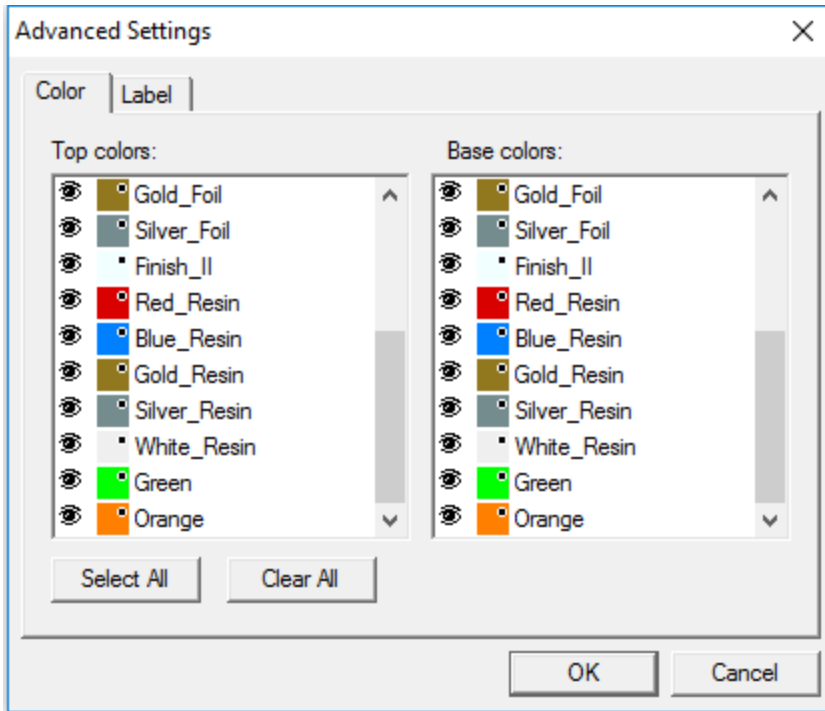 Advanced Settings
Color Label
Top colors:
Gold_Foil
Silver_Foil
Finish_II
Red_Resin
Blue_Resin
Gold_Resin
Silver_Resin
White_Resin
Green
Orange
Base colors:
Gold_Foil
Silver_Foil
Finish_II
Red_Resin
Blue_Resin
Gold_Resin
Silver_Resin
White_Resin
Green
Orange
Select All Clear All
OK Cancel